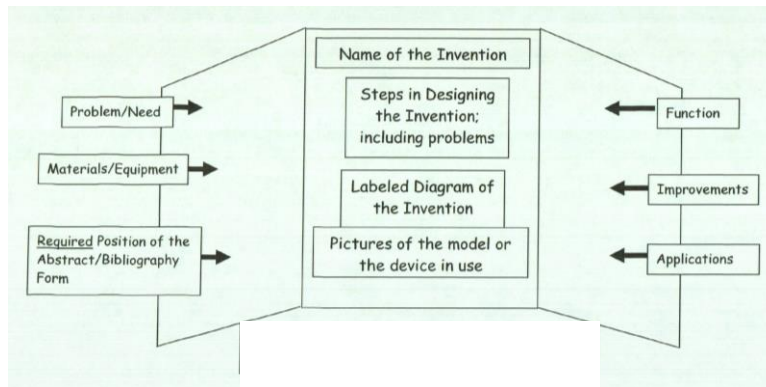 Name of the Invention
Steps in Designing
the Invention;
including problems
Labeled Diagram of
the Invention
Pictures of the model or
the device in use
Problem/Need
Materials/Equipment
Required Position of the
Abstract/Bibliography
Form
Function
Improvements
Applications